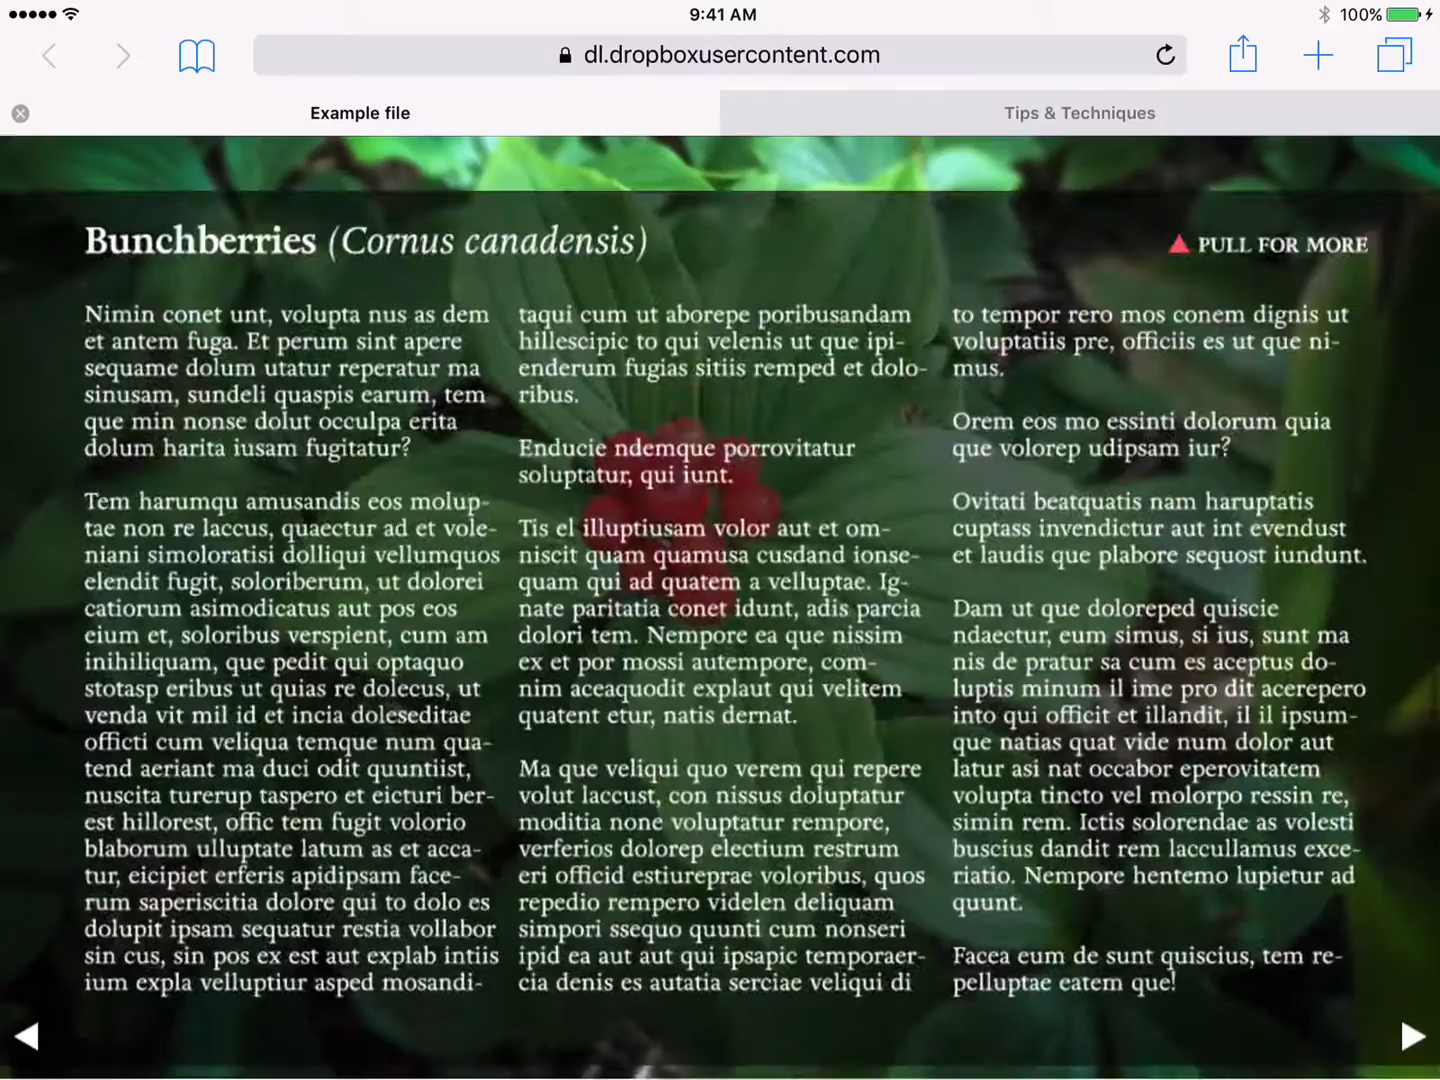 9:41 AM
100%
dl.dropboxusercontent.com
Example file
Tips & Techniques
Bunchberries (Cornus canadensis)
PULL FOR MORE
Nimin conet unt, volupta nus as dem
et antem fuga. Et perum sint apere
sequame dolum utatur reperatur ma
sinusam, sundeli quaspis earum, tem
que min nonse dolut occulpa erita
dolum harita iusam fugitatur?
Tem harumqu amusandis eos molup-
tae non re laccus, quaectur ad et vole-
niani simoloratisi dolliqui vellumquos
elendit fugit, soloriberum, ut dolorei
catiorum asimodicatus aut pos eos
eium et, soloribus verspient, cum am
inihiliquam, que pedit qui optaquo
stotasp eribus ut quias re dolecus, ut
venda vit mil id et incia doleseditae
officti cum veliqua temque num qua-
tend aeriant ma duci odit quuntiist,
nuscita turerup taspero et eicturi ber-
est hillorest, offic tem fugit volorio
blaborum ulluptate latum as et acca-
tur, eicipiet erferis apidipsam face-
rum saperiscitia dolore qui to dolo es
dolupit ipsam sequatur restia vollabor
sin cus, sin pos ex est aut explab intiis
ium expla velluptiur asped mosandi-
taqui cum ut aborepe poribusandam
hillescipic to qui velenis ut que ipi-
enderum fugias sitiis remped et dolo-
ribus.
Enducie ndemque porrovitatur
soluptatur, qui iunt.
Tis el illuptiusam volor aut et om-
niscit quam quamusa cusdand ionse-
quam qui ad quatem a velluptae. Ig-
nate paritatia conet idunt, adis parcia
dolori tem. Nempore ea que nissim
ex et por mossi autempore, com-
nim aceaquodit explaut qui velitem
quatent etur, natis dernat.
Ma que veliqui quo verem qui repere
volut laccust, con nissus doluptatur
moditia none voluptatur rempore,
verferios dolorep electium restrum
eri officid estiureprae voloribus, quos
repedio rempero videlen deliquam
simpori ssequo quunti cum nonseri
ipid ea aut aut qui ipsapic temporaer-
cia denis es autatia serciae veliqui di
to tempor rero mos conem dignis ut
voluptatiis pre, officiis es ut que ni-
mus.
Orem eos mo essinti dolorum quia
que volorep udipsam iur?
Ovitati beatquatis nam haruptatis
cuptass invendictur aut int evendust
et laudis que plabore sequost iundunt.
Dam ut que doloreped quiscie
ndaectur, eum simus, si ius, sunt ma
nis de pratur sa cum es aceptus do-
luptis minum il ime pro dit acerepero
into qui officit et illandit, il il ipsum-
que natias quat vide num dolor aut
latur asi nat occabor eperovitatem
volupta tincto vel molorpo ressin re,
simin rem. Ictis solorendae as volesti
buscius dandit rem laccullamus exce-
riatio. Nempore hentemo lupietur ad
quunt.
Facea eum de sunt quiscius, tem re-
pelluptae eatem que!